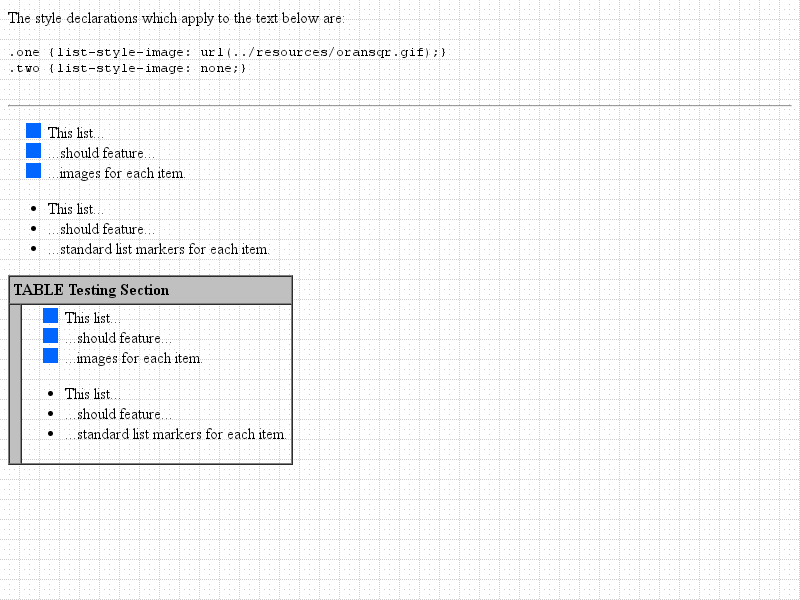 The style declarations which apply to the text below are:
.one {list-style-image: url(../resources/oransqr.gif);}
.two {list-style-image: none;}
This list...
...should feature...
...images for each item.
This list...
...should feature...
...standard list markers for each item.
TABLE Testing Section
This list...
...should feature...
...images for each item.
This list...
...should feature...
...standard list markers for each item.